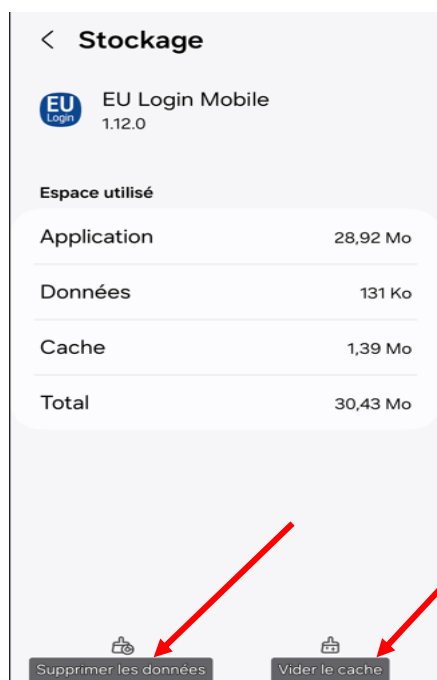 Stockage
EU Login
EU Login Mobile
1.12.0
Espace utilisé
Application 28,92 Mo
Données 131 Ko
Cache 1,39 Mo
Total 30,43 Mo
Supprimer les données Vider le cache